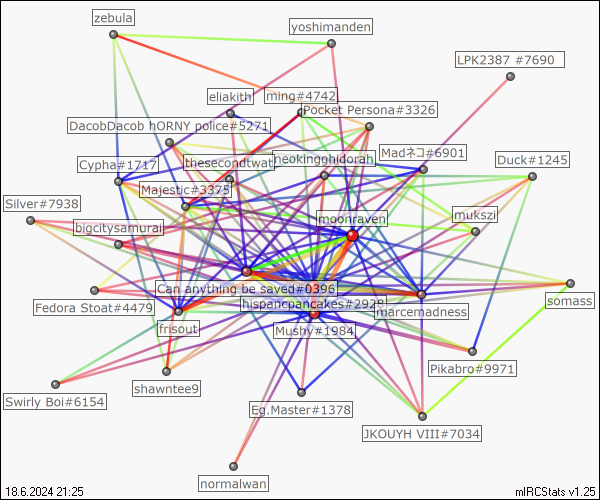 zebula
yoshimanden
LPK2387 #7690
eliakith
ming#4742
Pocket Persona#3326
DacobDacob hORNY police#5271
Cypha#1717
thesecondtwat
neokingghidorah
Madネコ#6901
Duck#1245
Majestic#3375
Silver#7938
bigcitysamurai
moonraven
mukszi
Can anything be saved#0396
hispancpancakes#2928
Fedora Stoat#4479
frisout
marcemadness
somass
Mushy#1984
Pikabro#9971
shawntee9
Swirly Boi#6154
Eg.Master#1378
JKOUYH VIII#7034
normalwan
18.6.2024 21:25
mIRCStats v1.25